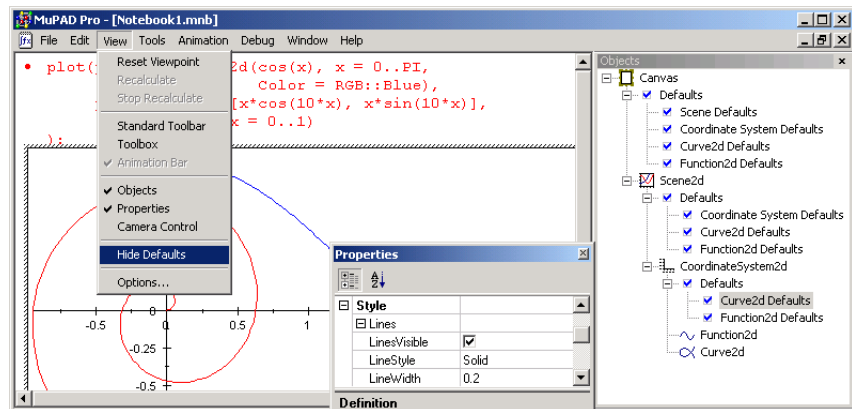 MuPAD Pro - [Notebook1.mnb]
File Edit View Tools Animation Debug Window Help
• plot( 2d(cos(x), x = 0..PI,
Color = RGB::Blue),
[x*cos(10*x), x*sin(10*x)],
x = 0..1)
):
Reset Viewpoint
Recalculate
Stop Recalculate
Standard Toolbar
Toolbox
Animation Bar
Objects
Properties
Camera Control
Hide Defaults
Options...
-0.5 0 0.5 1
-0.25
-0.5
Properties
Style
Lines
LinesVisible
LineStyle Solid
LineWidth 0.2
Definition
Objects
Canvas
Defaults
Scene Defaults
Coordinate System Defaults
Curve2d Defaults
Function2d Defaults
Scene2d
Defaults
Coordinate System Defaults
Curve2d Defaults
Function2d Defaults
CoordinateSystem2d
Defaults
Curve2d Defaults
Function2d Defaults
Function2d
Curve2d